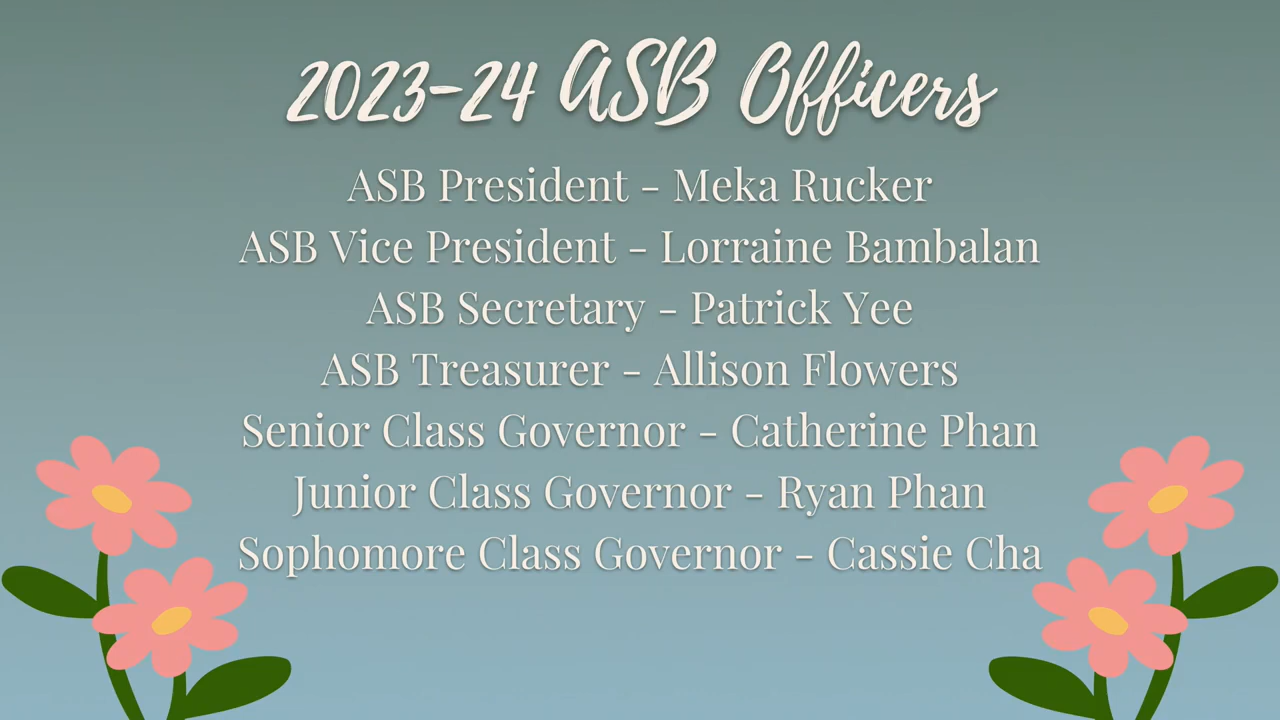 2023-24 ASB Officers
ASB President - Meka Rucker
ASB Vice President - Lorraine Bambalan
ASB Secretary - Patrick Yee
ASB Treasurer - Allison Flowers
Senior Class Governor - Catherine Phan
Junior Class Governor - Ryan Phan
Sophomore Class Governor - Cassie Cha